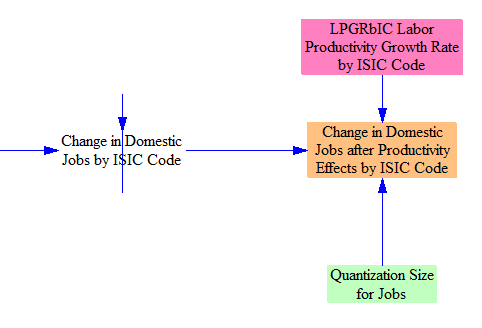 LPGRbIC Labor
Productivity Growth Rate
by ISIC Code
Change in Domestic
Jobs by ISIC Code
Change in Domestic
Jobs after Productivity
Effects by ISIC Code
Quantization Size
for Jobs